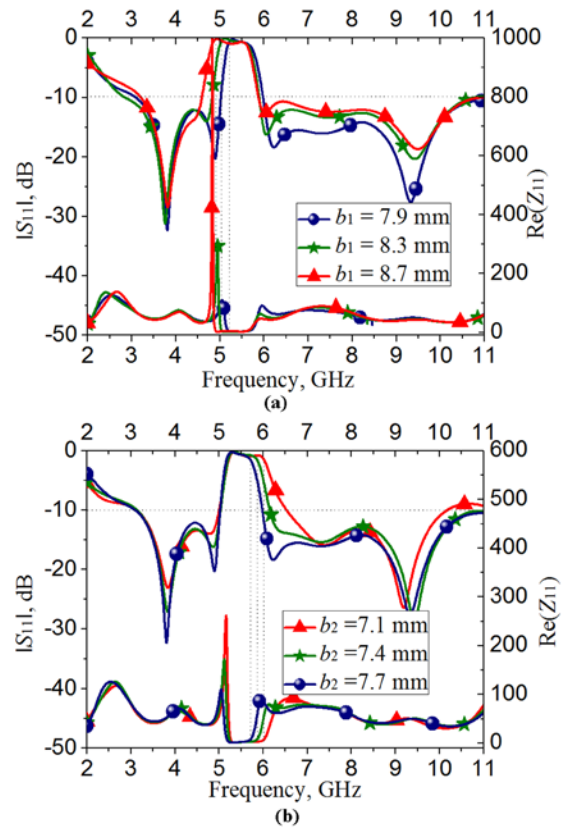 2 3 4 5 6 7 8 9 10 11
0
-10
-20
-30
-40
-50
|S11|, dB
1000
800
600
400
200
0
Re(Z11)
b1 = 7.9 mm
b1 = 8.3 mm
b1 = 8.7 mm
2 3 4 5 6 7 8 9 10 11
Frequency, GHz
(a)
2 3 4 5 6 7 8 9 10 11
0
-10
-20
-30
-40
-50
|S11|, dB
600
500
400
300
200
100
0
Re(Z11)
b2 =7.1 mm
b2 =7.4 mm
b2 =7.7 mm
2 3 4 5 6 7 8 9 10 11
Frequency, GHz
(b)